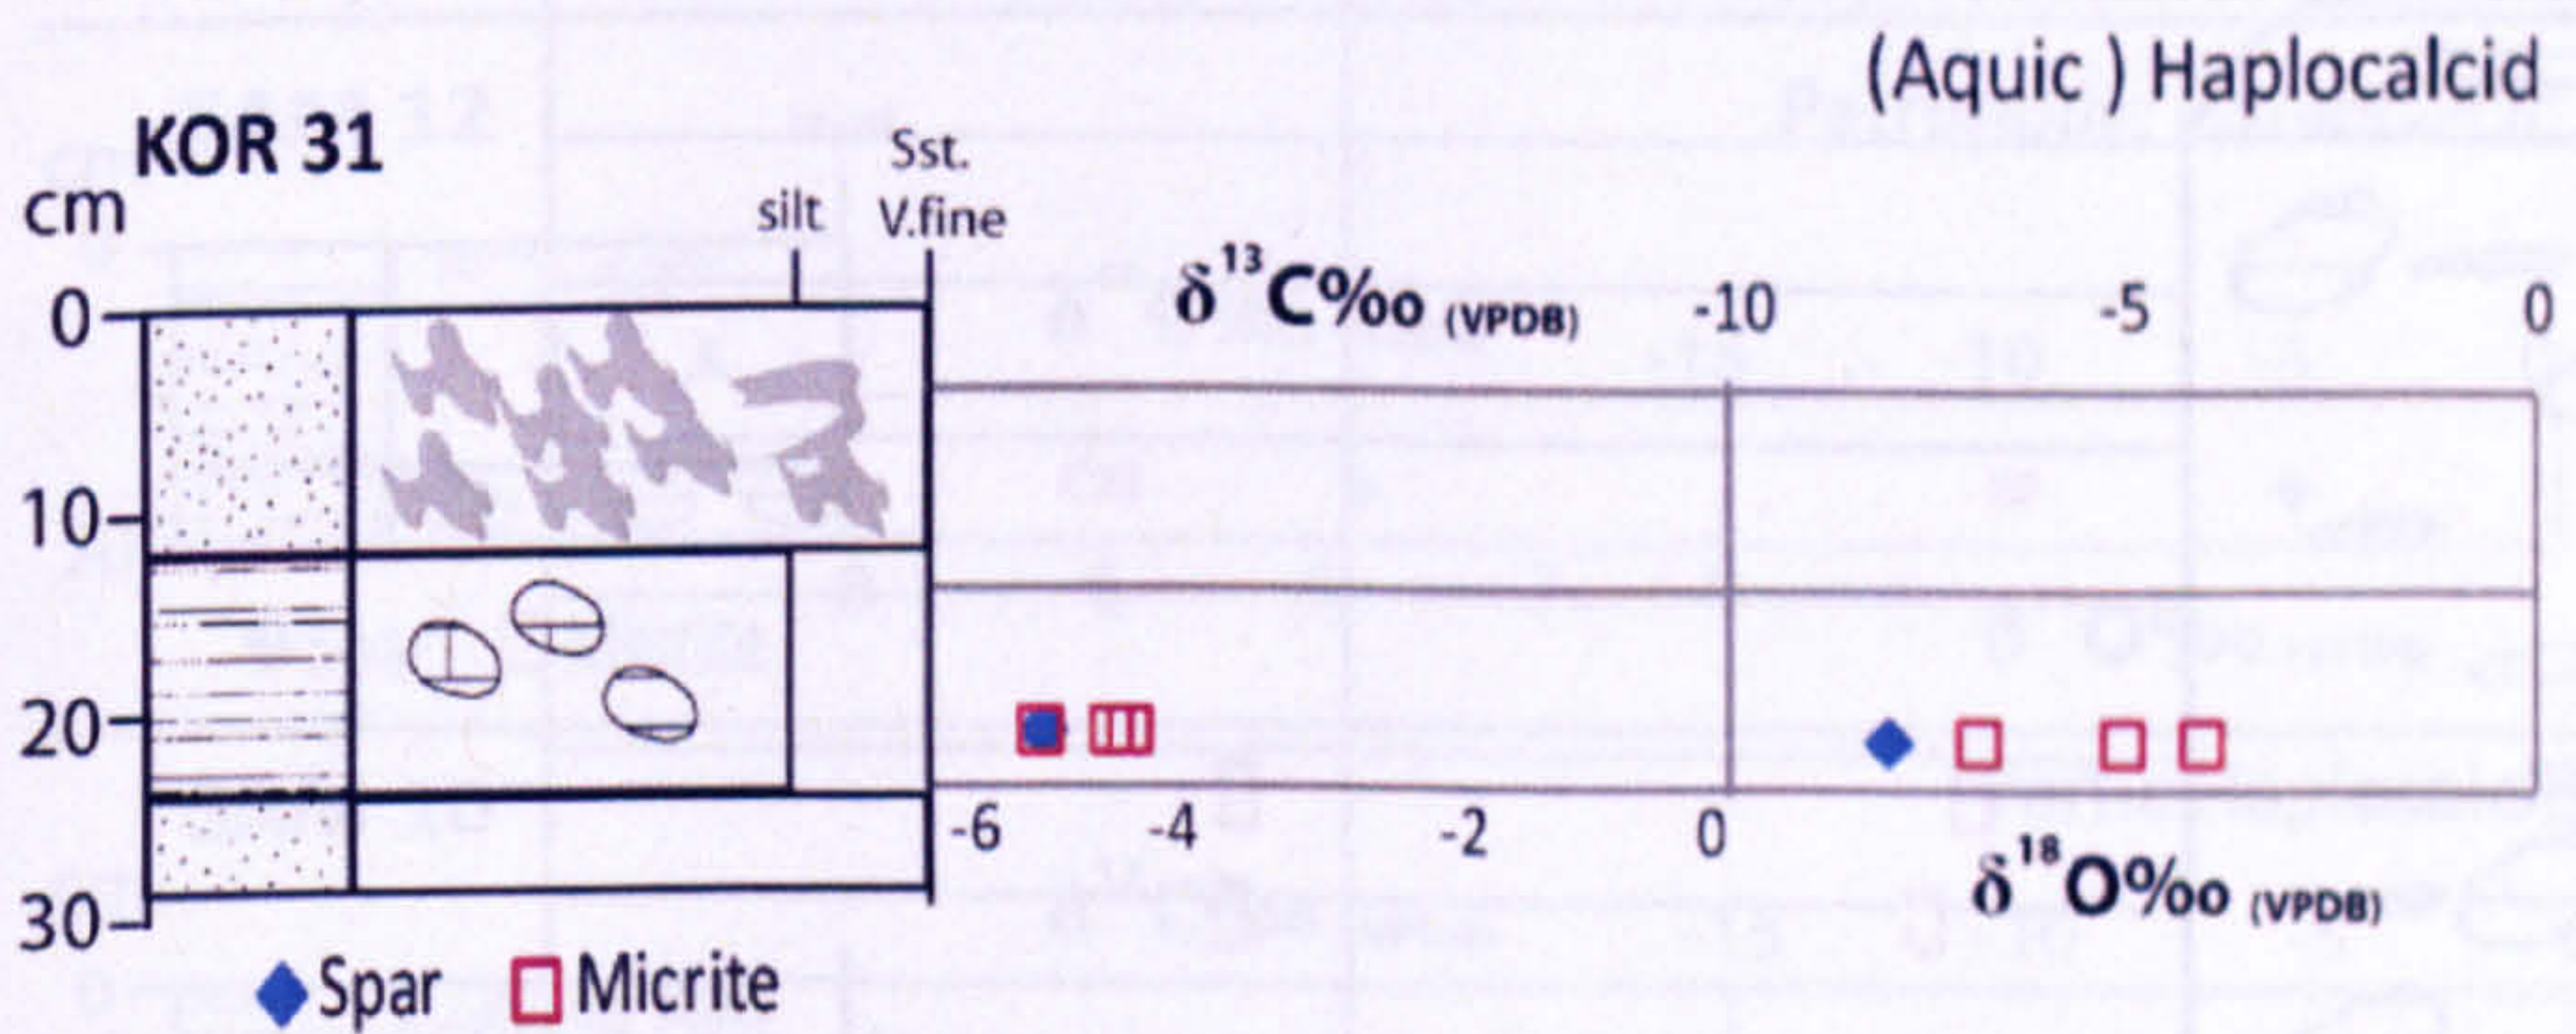 (Aquic ) Haplocalcid
KOR 31
cm
silt
Sst.
V.fine
δ¹³C‰ (VPDB)
-10 -5 0
0
10
20
30
-6 -4 -2 0
δ¹⁸O‰ (VPDB)
Spar Micrite